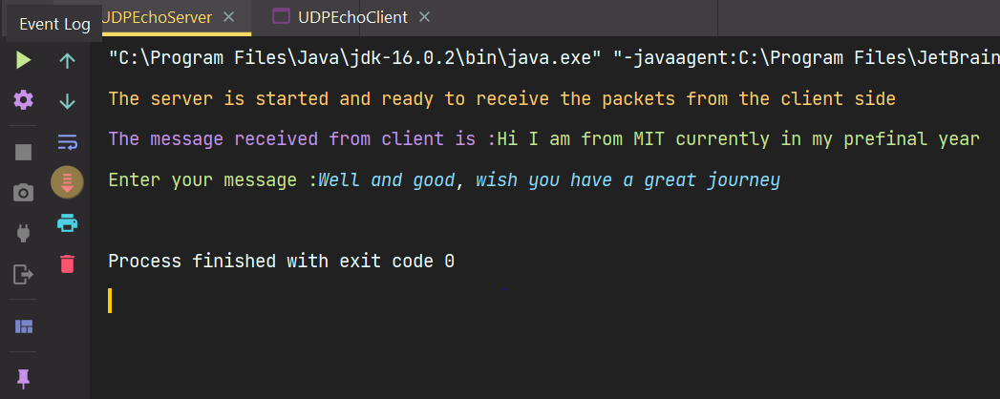 Event Log
UDPEchoServer × UDPEchoClient ×
"C:\Program Files\Java\jdk-16.0.2\bin\java.exe" "-javaagent:C:\Program Files\JetBrain
The server is started and ready to receive the packets from the client side
The message received from client is :Hi I am from MIT currently in my prefinal year
Enter your message :Well and good, wish you have a great journey
Process finished with exit code 0